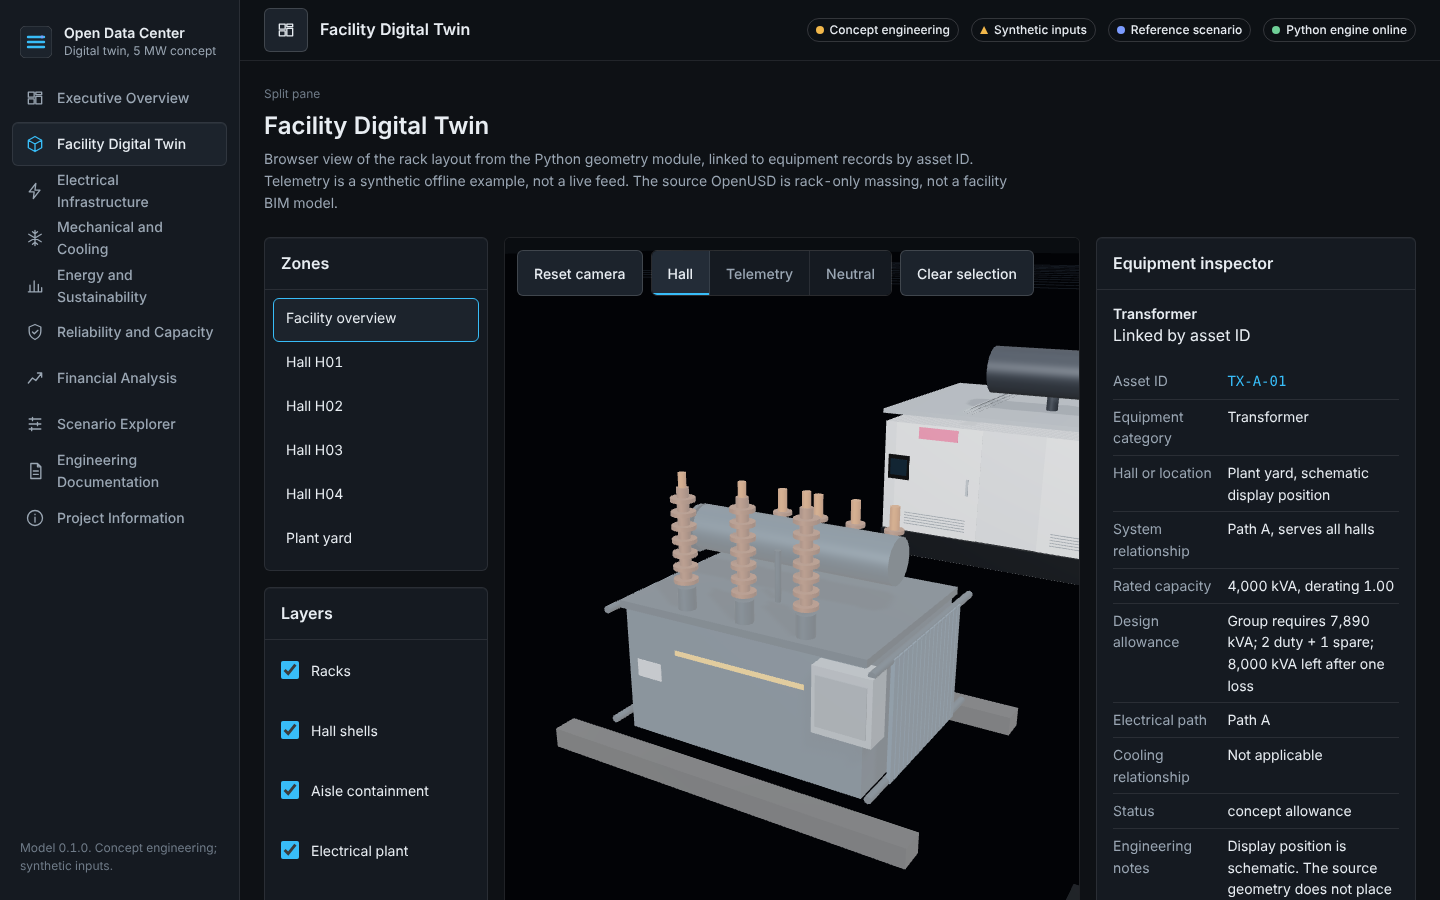 Open Data Center
Digital twin, 5 MW concept
Executive Overview
Facility Digital Twin
Electrical
Infrastructure
Mechanical and
Cooling
Energy and
Sustainability
Reliability and Capacity
Financial Analysis
Scenario Explorer
Engineering
Documentation
Project Information
Model 0.1.0. Concept engineering;
synthetic inputs.
Facility Digital Twin
Concept engineering
Synthetic inputs
Reference scenario
Python engine online
Split pane
Facility Digital Twin
Browser view of the rack layout from the Python geometry module, linked to equipment records by asset ID.
Telemetry is a synthetic offline example, not a live feed. The source OpenUSD is rack-only massing, not a facility
BIM model.
Zones
Facility overview
Hall H01
Hall H02
Hall H03
Hall H04
Plant yard
Layers
Racks
Hall shells
Aisle containment
Electrical plant
Reset camera
Hall
Telemetry
Neutral
Clear selection
Equipment inspector
Transformer
Linked by asset ID
Asset ID
TX-A-01
Equipment
category
Transformer
Hall or location
Plant yard, schematic
display position
System
relationship
Path A, serves all halls
Rated capacity
4,000 kVA, derating 1.00
Design
allowance
Group requires 7,890
kVA; 2 duty + 1 spare;
8,000 kVA left after one
loss
Electrical path
Path A
Cooling
relationship
Not applicable
Status
concept allowance
Engineering
notes
Display position is
schematic. The source
geometry does not place